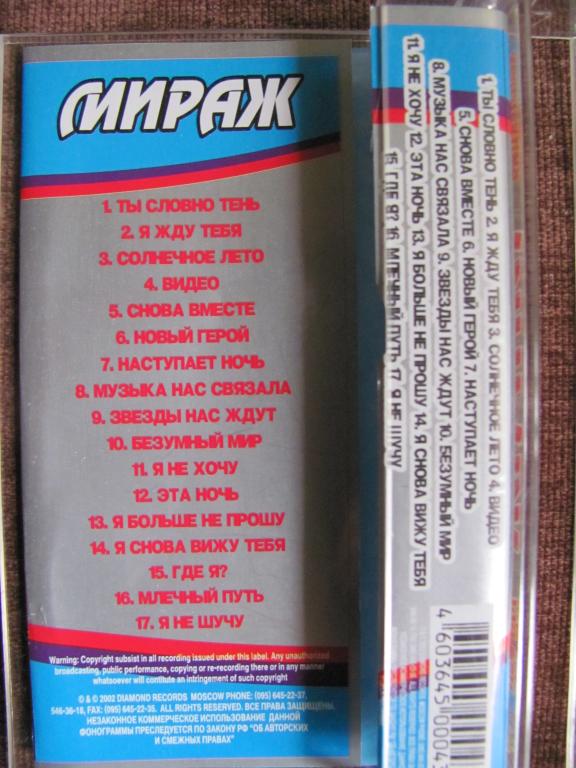 МИРАЖ
1. ТЫ СЛОВНО ТЕНЬ
2. Я ЖДУ ТЕБЯ
3. СОЛНЕЧНОЕ ЛЕТО
4. ВИДЕО
5. СНОВА ВМЕСТЕ
6. НОВЫЙ ГЕРОЙ
7. НАСТУПАЕТ НОЧЬ
8. МУЗЫКА НАС СВЯЗАЛА
9. ЗВЕЗДЫ НАС ЖДУТ
10. БЕЗУМНЫЙ МИР
11. Я НЕ ХОЧУ
12. ЭТА НОЧЬ
13. Я БОЛЬШЕ НЕ ПРОШУ
14. Я СНОВА ВИЖУ ТЕБЯ
15. ГДЕ Я?
16. МЛЕЧНЫЙ ПУТЬ
17. Я НЕ ШУЧУ
Warning: Copyright subsist in all recording issued under this label. Any unauthorized
broadcasting, public performance, copying or re-recording there or in any manner
whatsoever will contitute an intringement of such copyright
© & © 2002 DIAMOND RECORDS MOSCOW PHONE: (095) 645-22-37,
546-36-18, FAX: (095) 645-22-35. ALL RIGHTS RESERVED. ВСЕ ПРАВА ЗАЩИЩЕНЫ.
НЕЗАКОННОЕ КОММЕРЧЕСКОЕ ИСПОЛЬЗОВАНИЕ ДАННОЙ
ФОНОГРАММЫ ПРЕСЛЕДУЕТСЯ ПО ЗАКОНУ РФ "ОБ АВТОРСКИХ
И СМЕЖНЫХ ПРАВАХ"
1. ТЫ СЛОВНО ТЕНЬ 2. Я ЖДУ ТЕБЯ 3. СОЛНЕЧНОЕ ЛЕТО 4. ВИДЕО
5. СНОВА ВМЕСТЕ 6. НОВЫЙ ГЕРОЙ 7. НАСТУПАЕТ НОЧЬ
8. МУЗЫКА НАС СВЯЗАЛА 9. ЗВЕЗДЫ НАС ЖДУТ 10. БЕЗУМНЫЙ МИР
11. Я НЕ ХОЧУ 12. ЭТА НОЧЬ 13. Я БОЛЬШЕ НЕ ПРОШУ 14. Я СНОВА ВИЖУ ТЕБЯ
15. ГДЕ Я? 16. МЛЕЧНЫЙ ПУТЬ 17. Я НЕ ШУЧУ
4 603645 0004